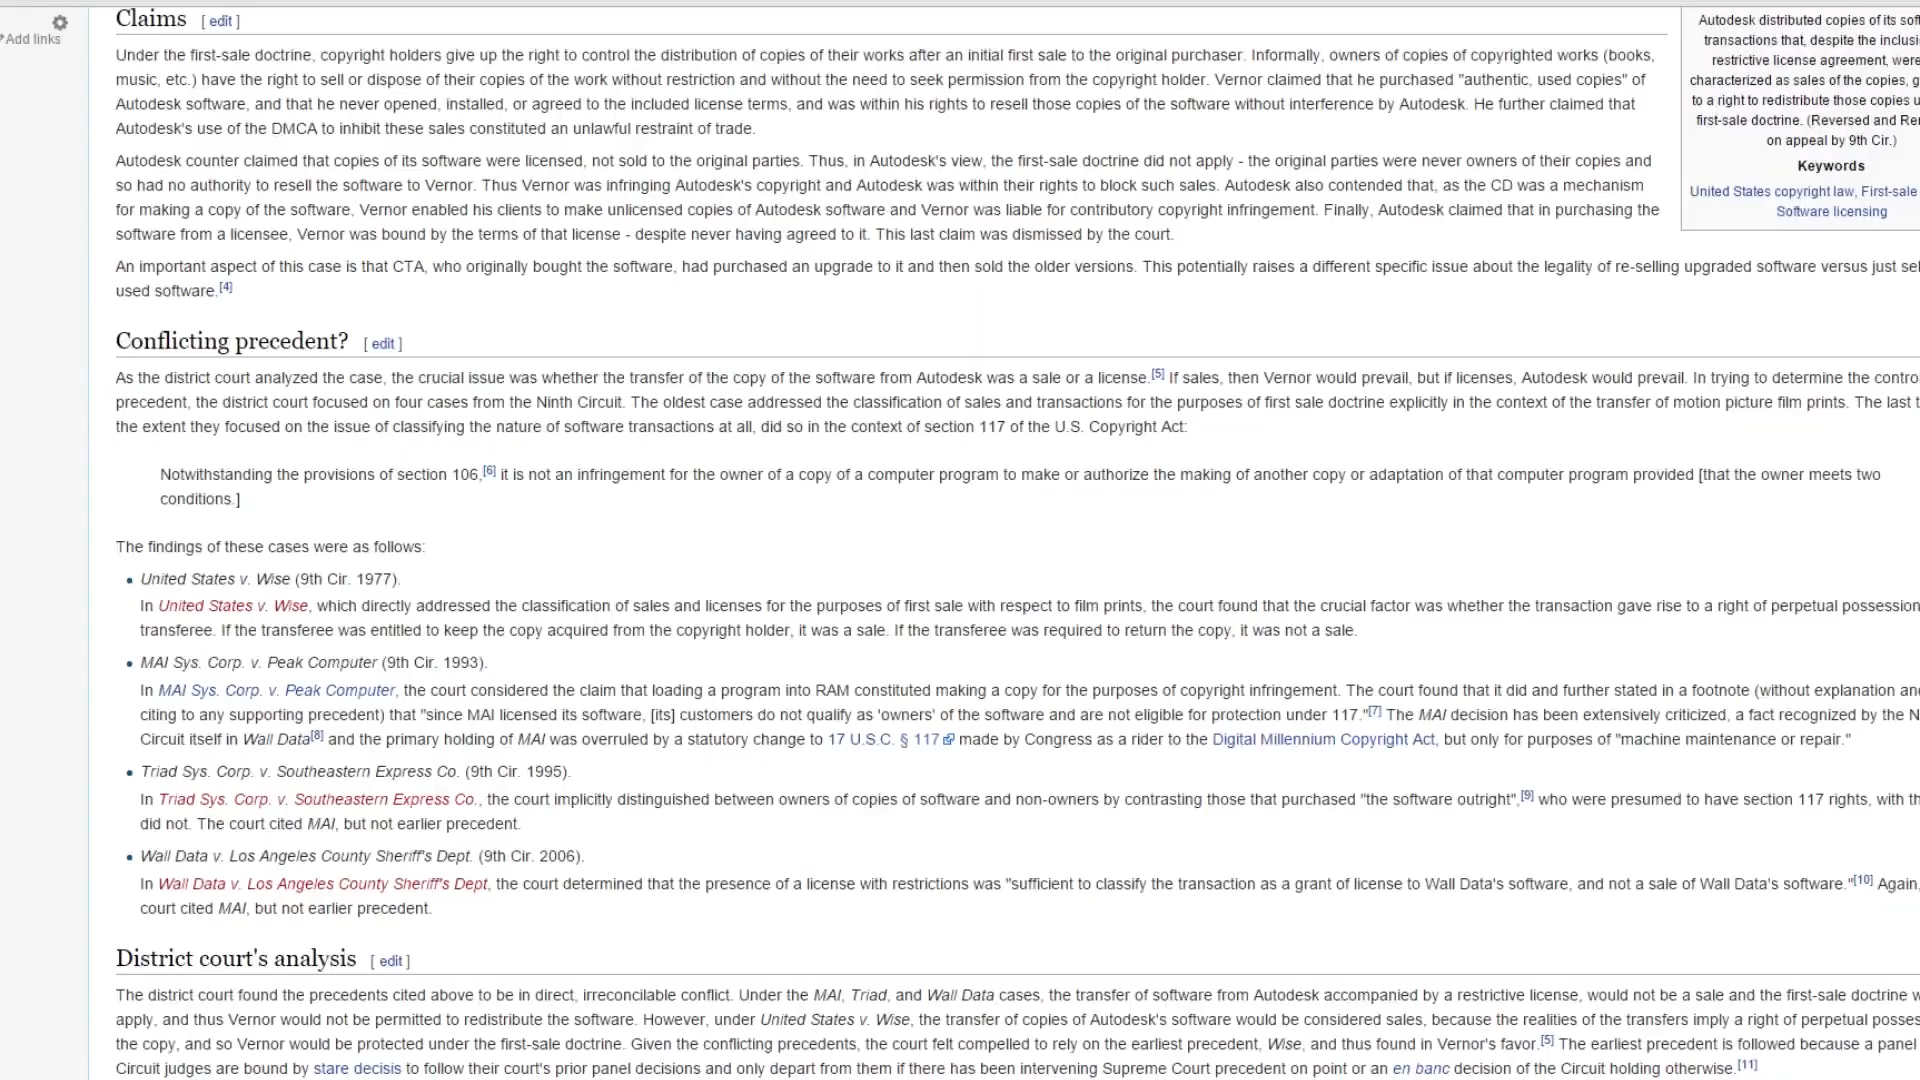 Add links
Claims [ edit ]
Under the first-sale doctrine, copyright holders give up the right to control the distribution of copies of their works after an initial first sale to the original purchaser. Informally, owners of copies of copyrighted works (books,
music, etc.) have the right to sell or dispose of their copies of the work without restriction and without the need to seek permission from the copyright holder. Vernor claimed that he purchased "authentic, used copies" of
Autodesk software, and that he never opened, installed, or agreed to the included license terms, and was within his rights to resell those copies of the software without interference by Autodesk. He further claimed that
Autodesk's use of the DMCA to inhibit these sales constituted an unlawful restraint of trade.
Autodesk counter claimed that copies of its software were licensed, not sold to the original parties. Thus, in Autodesk's view, the first-sale doctrine did not apply - the original parties were never owners of their copies and
so had no authority to resell the software to Vernor. Thus Vernor was infringing Autodesk's copyright and Autodesk was within their rights to block such sales. Autodesk also contended that, as the CD was a mechanism
for making a copy of the software, Vernor enabled his clients to make unlicensed copies of Autodesk software and Vernor was liable for contributory copyright infringement. Finally, Autodesk claimed that in purchasing the
software from a licensee, Vernor was bound by the terms of that license - despite never having agreed to it. This last claim was dismissed by the court.
An important aspect of this case is that CTA, who originally bought the software, had purchased an upgrade to it and then sold the older versions. This potentially raises a different specific issue about the legality of re-selling upgraded software versus just
used software.[4]
Autodesk distributed copies of its
transactions that, despite the
restrictive license agreement, were
characterized as sales of the copies,
to a right to redistribute those copies
first-sale doctrine. (Reversed and
on appeal by 9th Cir.)
Keywords
United States copyright law, First-sale
Software licensing
Conflicting precedent? [ edit ]
As the district court analyzed the case, the crucial issue was whether the transfer of the copy of the software from Autodesk was a sale or a license.[5] If sales, then Vernor would prevail, but if licenses, Autodesk would prevail. In trying to determine the
precedent, the district court focused on four cases from the Ninth Circuit. The oldest case addressed the classification of sales and transactions for the purposes of first sale doctrine explicitly in the context of the transfer of motion picture film prints. The last
the extent they focused on the issue of classifying the nature of software transactions at all, did so in the context of section 117 of the U.S. Copyright Act:
Notwithstanding the provisions of section 106,[6] it is not an infringement for the owner of a copy of a computer program to make or authorize the making of another copy or adaptation of that computer program provided [that the owner meets two
conditions.]
The findings of these cases were as follows:
• United States v. Wise (9th Cir. 1977).
In United States v. Wise, which directly addressed the classification of sales and licenses for the purposes of first sale with respect to film prints, the court found that the crucial factor was whether the transaction gave rise to a right of perpetual possession
transferee. If the transferee was entitled to keep the copy acquired from the copyright holder, it was a sale. If the transferee was required to return the copy, it was not a sale.
• MAI Sys. Corp. v. Peak Computer (9th Cir. 1993).
In MAI Sys. Corp. v. Peak Computer, the court considered the claim that loading a program into RAM constituted making a copy for the purposes of copyright infringement. The court found that it did and further stated in a footnote (without explanation
citing to any supporting precedent) that "since MAI licensed its software, [its] customers do not qualify as 'owners' of the software and are not eligible for protection under 117."[7] The MAI decision has been extensively criticized, a fact recognized by the
Circuit itself in Wall Data[8] and the primary holding of MAI was overruled by a statutory change to 17 U.S.C. § 117 made by Congress as a rider to the Digital Millennium Copyright Act, but only for purposes of "machine maintenance or repair."
• Triad Sys. Corp. v. Southeastern Express Co. (9th Cir. 1995).
In Triad Sys. Corp. v. Southeastern Express Co., the court implicitly distinguished between owners of copies of software and non-owners by contrasting those that purchased "the software outright",[9] who were presumed to have section 117 rights, with
did not. The court cited MAI, but not earlier precedent.
• Wall Data v. Los Angeles County Sheriff's Dept. (9th Cir. 2006).
In Wall Data v. Los Angeles County Sheriff's Dept, the court determined that the presence of a license with restrictions was "sufficient to classify the transaction as a grant of license to Wall Data's software, and not a sale of Wall Data's software."[10] Again,
court cited MAI, but not earlier precedent.
District court's analysis [ edit ]
The district court found the precedents cited above to be in direct, irreconcilable conflict. Under the MAI, Triad, and Wall Data cases, the transfer of software from Autodesk accompanied by a restrictive license, would not be a sale and the first-sale doctrine
apply, and thus Vernor would not be permitted to redistribute the software. However, under United States v. Wise, the transfer of copies of Autodesk's software would be considered sales, because the realities of the transfers imply a right of perpetual
the copy, and so Vernor would be protected under the first-sale doctrine. Given the conflicting precedents, the court felt compelled to rely on the earliest precedent, Wise, and thus found in Vernor's favor.[5] The earliest precedent is followed because a panel
Circuit judges are bound by stare decisis to follow their court's prior panel decisions and only depart from them if there has been intervening Supreme Court precedent on point or an en banc decision of the Circuit holding otherwise.[11]